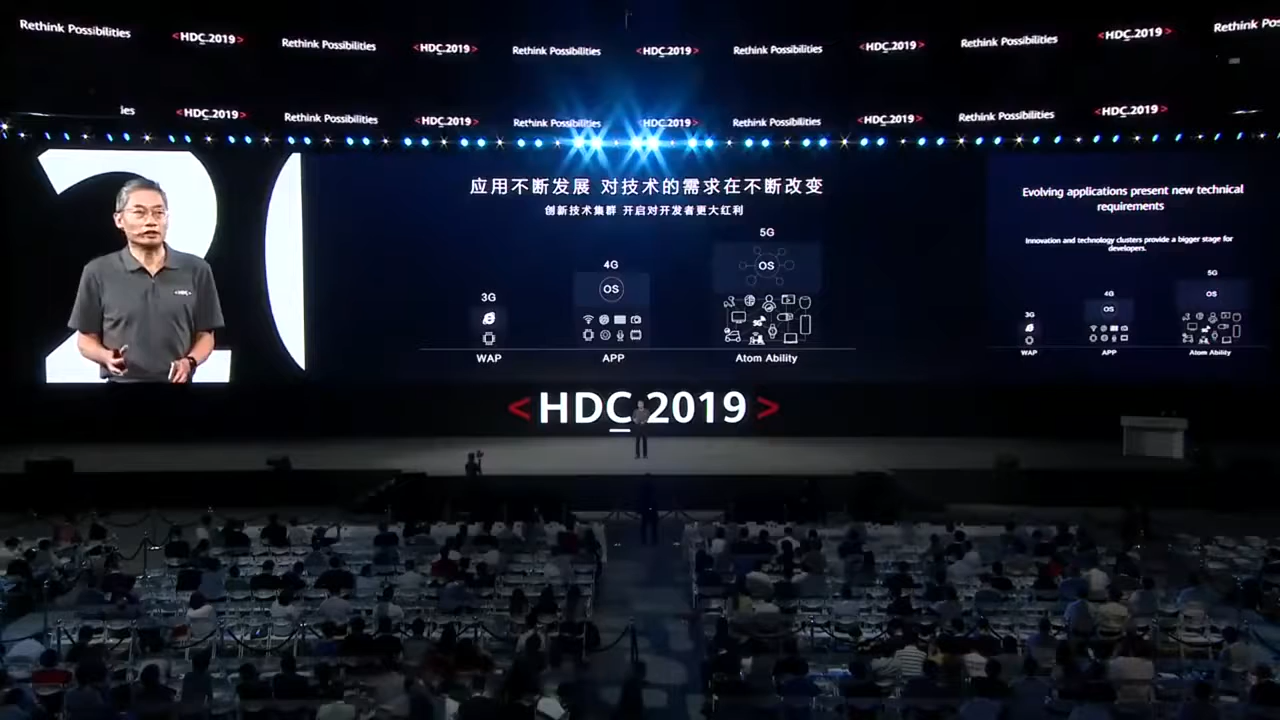 Rethink Possibilities <HDC.2019> Rethink Possibilities <HDC.2019> Rethink Possibilities <HDC.2019> Rethink Possibilities <HDC.2019> Rethink Possibilities <HDC.2019> Rethink
ies <HDC.2019> Rethink Possibilities <HDC.2019> Rethink Possibilities <HDC.2019> Rethink Possibilities <HDC.2019> Rethink Possibilities <HDC.2019>
应用不断发展 对技术的需求在不断改变
创新技术集群 开启对开发者更大红利
3G
WAP
4G
OS
APP
5G
OS
Atom Ability
Evolving applications present new technical
requirements
Innovation and technology clusters provide a bigger stage for
developers.
3G
WAP
4G
OS
APP
5G
OS
Atom Ability
<HDC.2019>